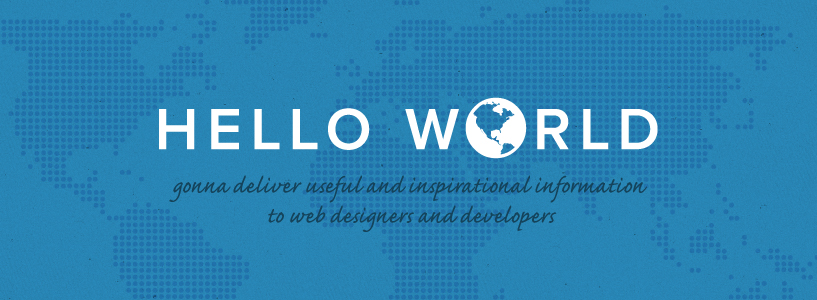 HELLO WORLD
gonna deliver useful and inspirational information
to web designers and developers